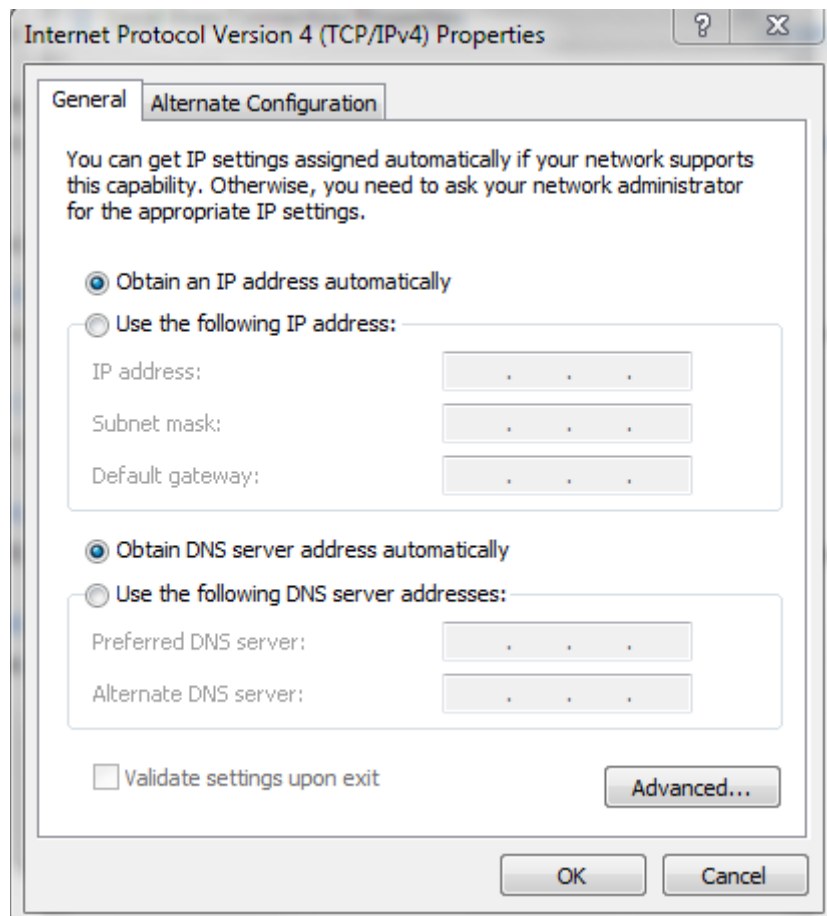 Internet Protocol Version 4 (TCP/IPv4) Properties
General
Alternate Configuration
You can get IP settings assigned automatically if your network supports
this capability. Otherwise, you need to ask your network administrator
for the appropriate IP settings.
Obtain an IP address automatically
Use the following IP address:
IP address:
Subnet mask:
Default gateway:
Obtain DNS server address automatically
Use the following DNS server addresses:
Preferred DNS server:
Alternate DNS server:
Validate settings upon exit
Advanced...
OK
Cancel